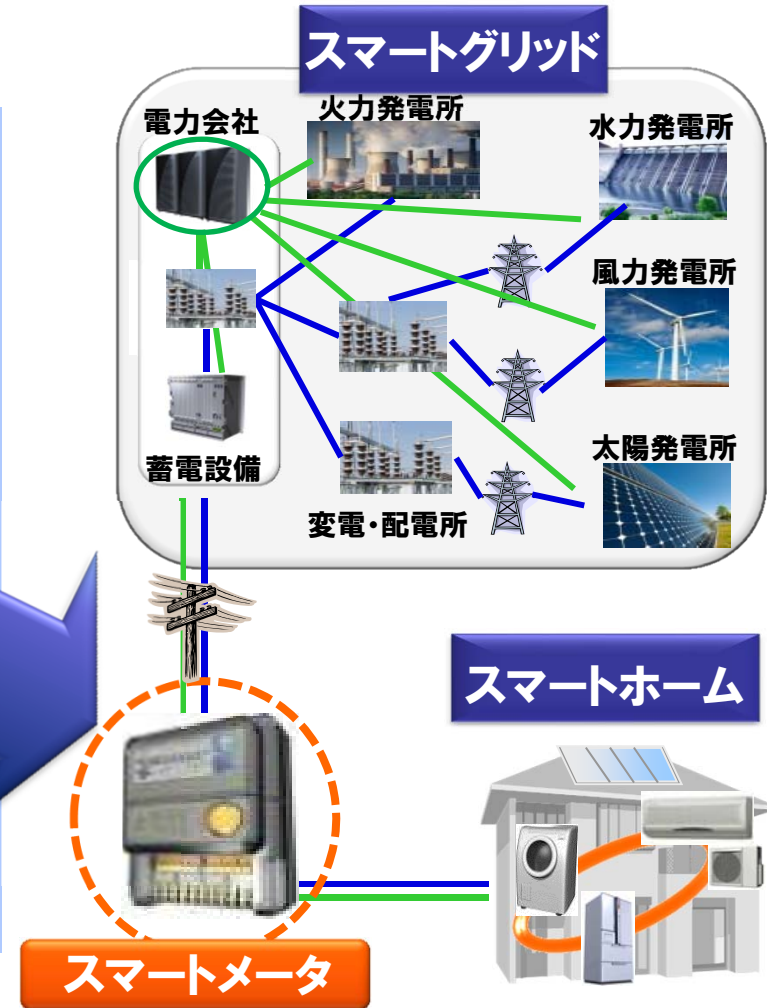 スマートグリッド
電力会社
火力発電所
水力発電所
風力発電所
蓄電設備
太陽発電所
変電・配電所
スマートホーム
スマートメータ